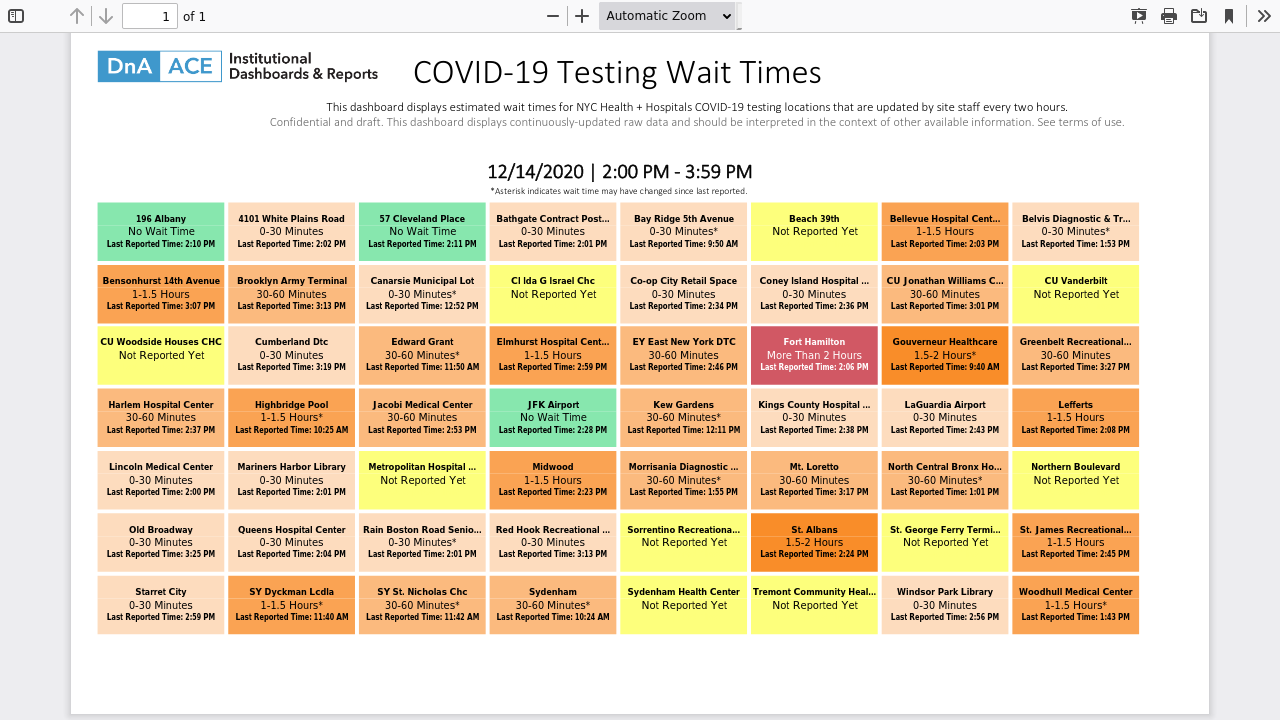 1 of 1
Automatic Zoom
DnA ACE Institutional
Dashboards & Reports
COVID-19 Testing Wait Times
This dashboard displays estimated wait times for NYC Health + Hospitals COVID-19 testing locations that are updated by site staff every two hours.
Confidential and draft. This dashboard displays continuously-updated raw data and should be interpreted in the context of other available information. See terms of use.
12/14/2020 | 2:00 PM - 3:59 PM
*Asterisk indicates wait time may have changed since last reported.
196 Albany
No Wait Time
Last Reported Time: 2:10 PM
4101 White Plains Road
0-30 Minutes
Last Reported Time: 2:02 PM
57 Cleveland Place
No Wait Time
Last Reported Time: 2:11 PM
Bathgate Contract Post...
0-30 Minutes
Last Reported Time: 2:01 PM
Bay Ridge 5th Avenue
0-30 Minutes*
Last Reported Time: 9:50 AM
Beach 39th
Not Reported Yet
Bellevue Hospital Cent...
1-1.5 Hours
Last Reported Time: 2:03 PM
Belvis Diagnostic & Tr...
0-30 Minutes*
Last Reported Time: 1:53 PM
Bensonhurst 14th Avenue
1-1.5 Hours
Last Reported Time: 3:07 PM
Brooklyn Army Terminal
30-60 Minutes
Last Reported Time: 3:13 PM
Canarsie Municipal Lot
0-30 Minutes*
Last Reported Time: 12:52 PM
Cl Ida G Israel Chc
Not Reported Yet
Co-op City Retail Space
0-30 Minutes
Last Reported Time: 2:34 PM
Coney Island Hospital ...
0-30 Minutes
Last Reported Time: 2:36 PM
CU Jonathan Williams C...
30-60 Minutes
Last Reported Time: 3:01 PM
CU Vanderbilt
Not Reported Yet
CU Woodside Houses CHC
Not Reported Yet
Cumberland Dtc
0-30 Minutes
Last Reported Time: 3:19 PM
Edward Grant
30-60 Minutes*
Last Reported Time: 11:50 AM
Elmhurst Hospital Cent...
1-1.5 Hours
Last Reported Time: 2:59 PM
EY East New York DTC
30-60 Minutes
Last Reported Time: 2:46 PM
Fort Hamilton
More Than 2 Hours
Last Reported Time: 2:06 PM
Gouverneur Healthcare
1.5-2 Hours*
Last Reported Time: 9:40 AM
Greenbelt Recreational...
30-60 Minutes
Last Reported Time: 3:27 PM
Harlem Hospital Center
30-60 Minutes
Last Reported Time: 2:37 PM
Highbridge Pool
1-1.5 Hours*
Last Reported Time: 10:25 AM
Jacobi Medical Center
30-60 Minutes
Last Reported Time: 2:53 PM
JFK Airport
No Wait Time
Last Reported Time: 2:28 PM
Kew Gardens
30-60 Minutes*
Last Reported Time: 12:11 PM
Kings County Hospital ...
0-30 Minutes
Last Reported Time: 2:38 PM
LaGuardia Airport
0-30 Minutes
Last Reported Time: 2:43 PM
Lefferts
1-1.5 Hours
Last Reported Time: 2:08 PM
Lincoln Medical Center
0-30 Minutes
Last Reported Time: 2:00 PM
Mariners Harbor Library
0-30 Minutes
Last Reported Time: 2:01 PM
Metropolitan Hospital ...
Not Reported Yet
Midwood
1-1.5 Hours
Last Reported Time: 2:23 PM
Morrisania Diagnostic ...
30-60 Minutes*
Last Reported Time: 1:55 PM
Mt. Loretto
30-60 Minutes
Last Reported Time: 3:17 PM
North Central Bronx Ho...
30-60 Minutes*
Last Reported Time: 1:01 PM
Northern Boulevard
Not Reported Yet
Old Broadway
0-30 Minutes
Last Reported Time: 3:25 PM
Queens Hospital Center
0-30 Minutes
Last Reported Time: 2:04 PM
Rain Boston Road Senio...
0-30 Minutes*
Last Reported Time: 2:01 PM
Red Hook Recreational ...
0-30 Minutes
Last Reported Time: 3:13 PM
Sorrentino Recreationa...
Not Reported Yet
St. Albans
1.5-2 Hours
Last Reported Time: 2:24 PM
St. George Ferry Termi...
Not Reported Yet
St. James Recreational...
1-1.5 Hours
Last Reported Time: 2:45 PM
Starret City
0-30 Minutes
Last Reported Time: 2:59 PM
SY Dyckman Lcdla
1-1.5 Hours*
Last Reported Time: 11:40 AM
SY St. Nicholas Chc
30-60 Minutes*
Last Reported Time: 11:42 AM
Sydenham
30-60 Minutes*
Last Reported Time: 10:24 AM
Sydenham Health Center
Not Reported Yet
Tremont Community Heal...
Not Reported Yet
Windsor Park Library
0-30 Minutes
Last Reported Time: 2:56 PM
Woodhull Medical Center
1-1.5 Hours*
Last Reported Time: 1:43 PM